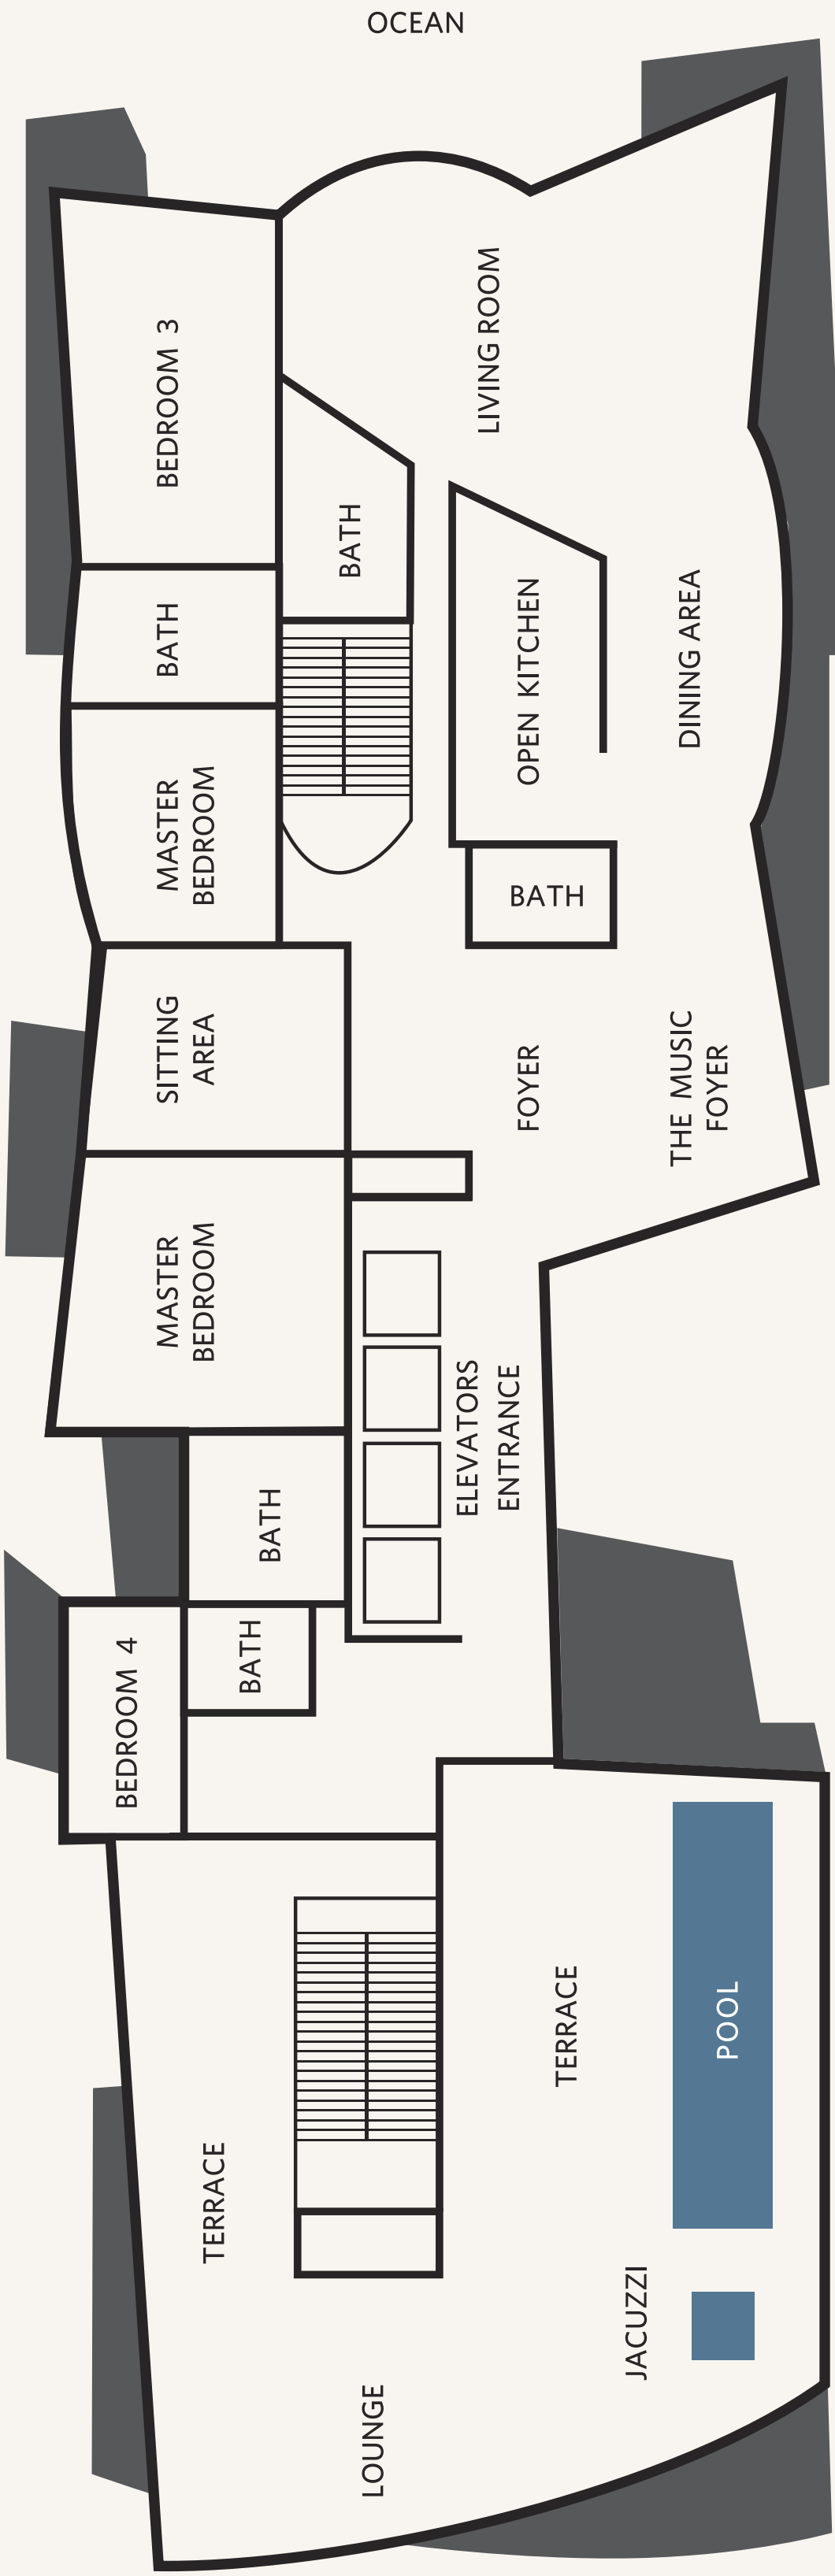 OCEAN
LIVING ROOM
BEDROOM 3
BATH
OPEN KITCHEN
DINING AREA
BATH
MASTER
BEDROOM
BATH
SITTING
AREA
FOYER
THE MUSIC
FOYER
MASTER
BEDROOM
ELEVATORS
ENTRANCE
BATH
BATH
BEDROOM 4
TERRACE
POOL
TERRACE
JACUZZI
LOUNGE